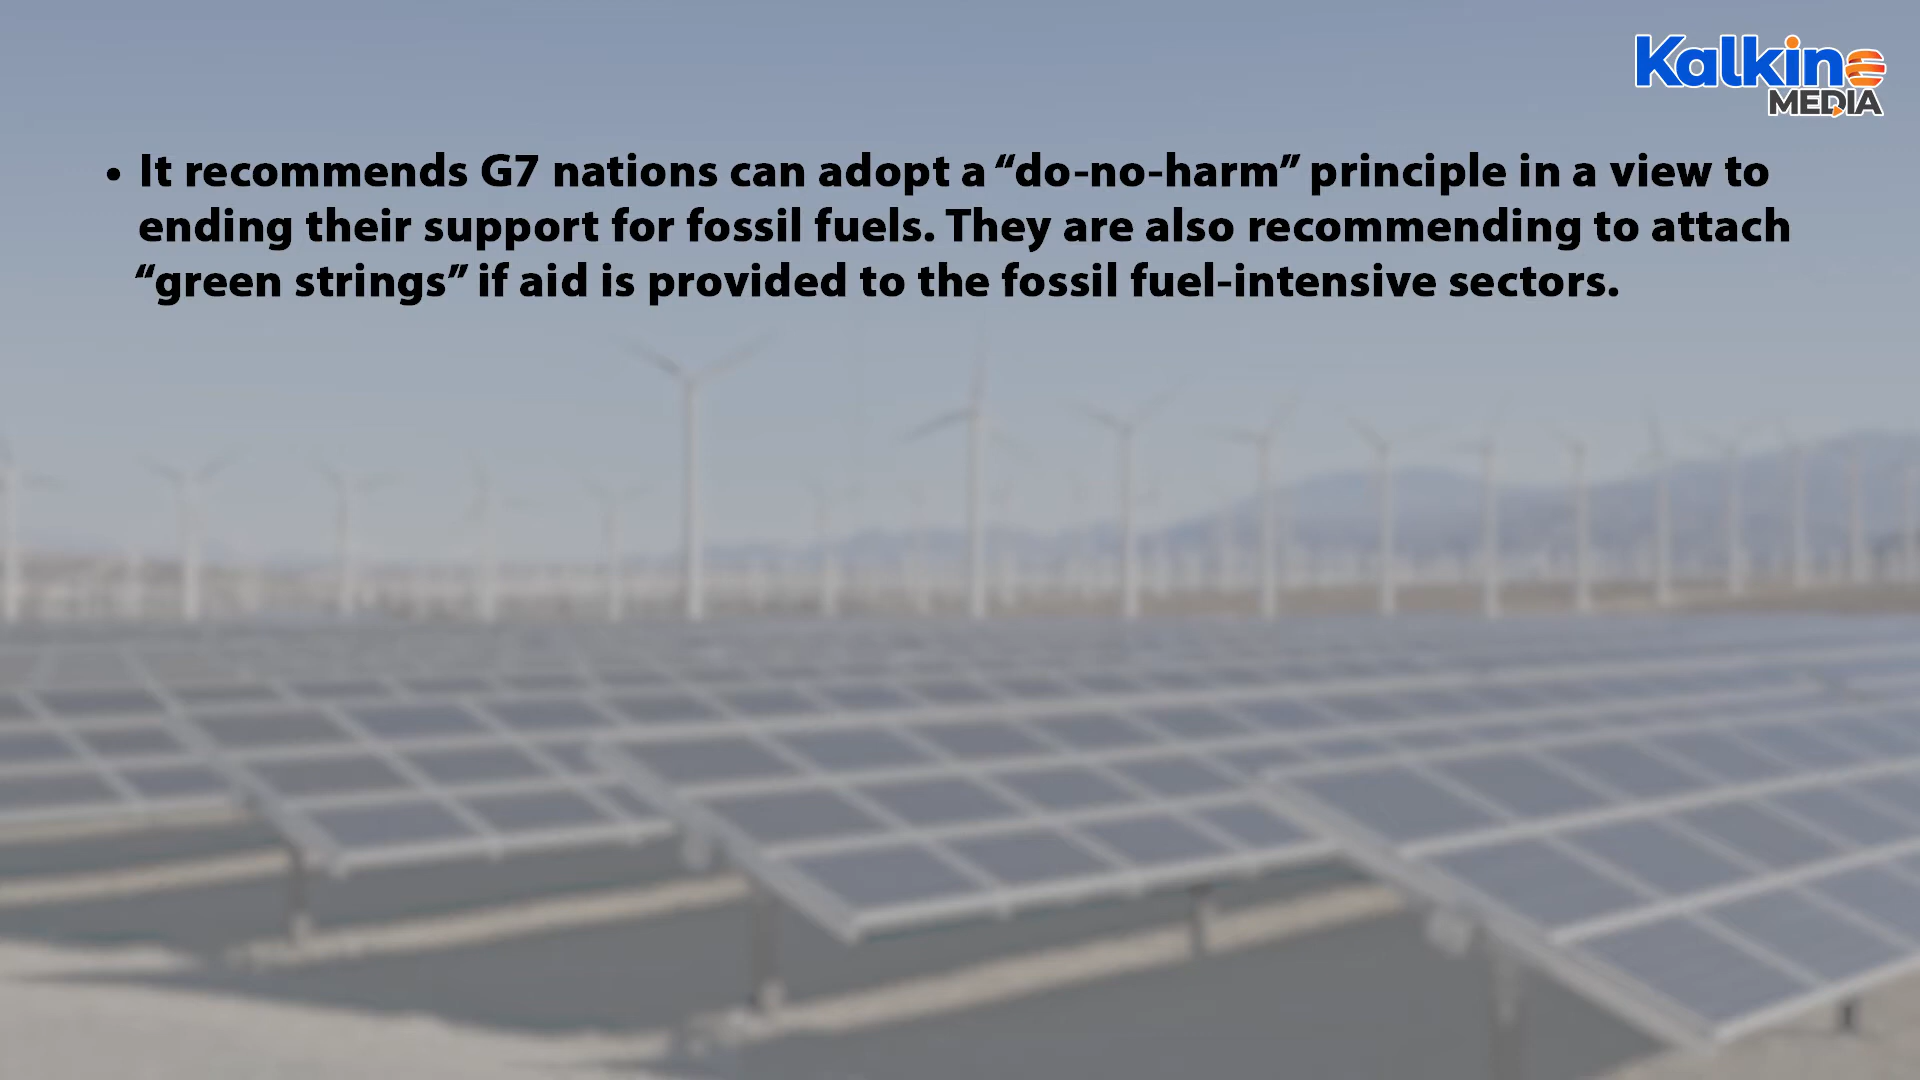 Kalkine
MEDIA
• It recommends G7 nations can adopt a “do-no-harm” principle in a view to
ending their support for fossil fuels. They are also recommending to attach
“green strings” if aid is provided to the fossil fuel-intensive sectors.